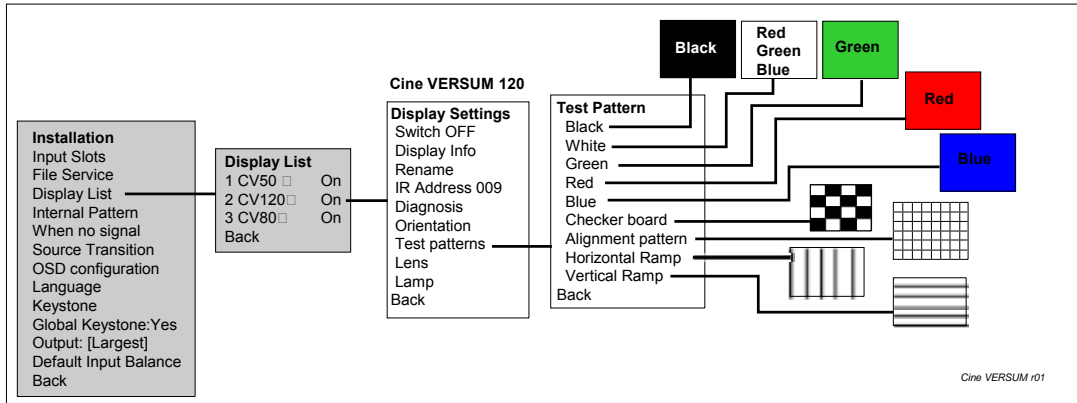 Installation
Input Slots
File Service
Display List
Internal Pattern
When no signal
Source Transition
OSD configuration
Language
Keystone
Global Keystone:Yes
Output: [Largest]
Default Input Balance
Back
Display List
1 CV50 □ On
2 CV120□ On
3 CV80□ On
Back
Cine VERSUM 120
Display Settings
Switch OFF
Display Info
Rename
IR Address 009
Diagnosis
Orientation
Test patterns
Lens
Lamp
Back
Test Pattern
Black
White
Green
Red
Blue
Checker board
Alignment pattern
Horizontal Ramp
Vertical Ramp
Back
Black
Red
Green
Blue
Green
Red
Blue
Cine VERSUM r01